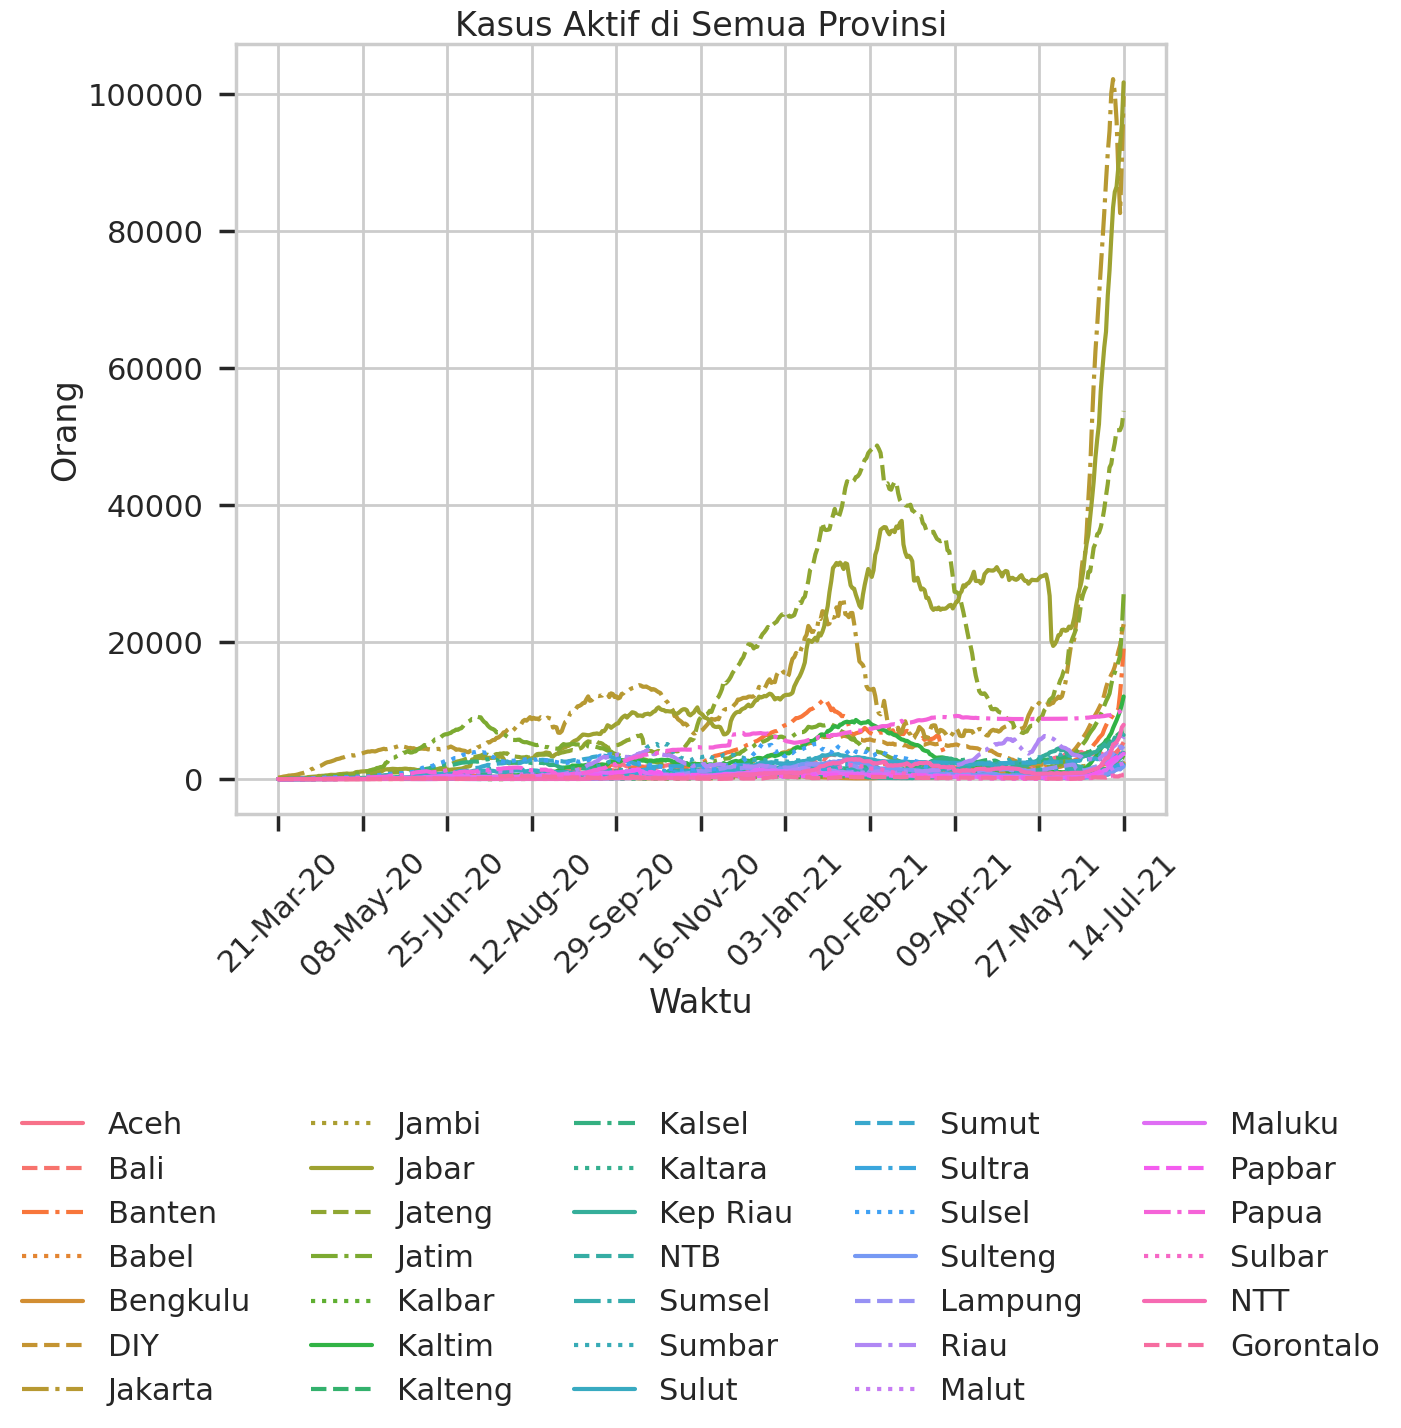 Kasus Aktif di Semua Provinsi
100000
80000
60000
40000
20000
0
Orang
21-Mar-20
08-May-20
25-Jun-20
12-Aug-20
29-Sep-20
16-Nov-20
03-Jan-21
20-Feb-21
09-Apr-21
27-May-21
14-Jul-21
Waktu
Aceh
Bali
Banten
Babel
Bengkulu
DIY
Jakarta
Jambi
Jabar
Jateng
Jatim
Kalbar
Kaltim
Kalteng
Kalsel
Kaltara
Kep Riau
NTB
Sumsel
Sumbar
Sulut
Sumut
Sultra
Sulsel
Sulteng
Lampung
Riau
Malut
Maluku
Papbar
Papua
Sulbar
NTT
Gorontalo